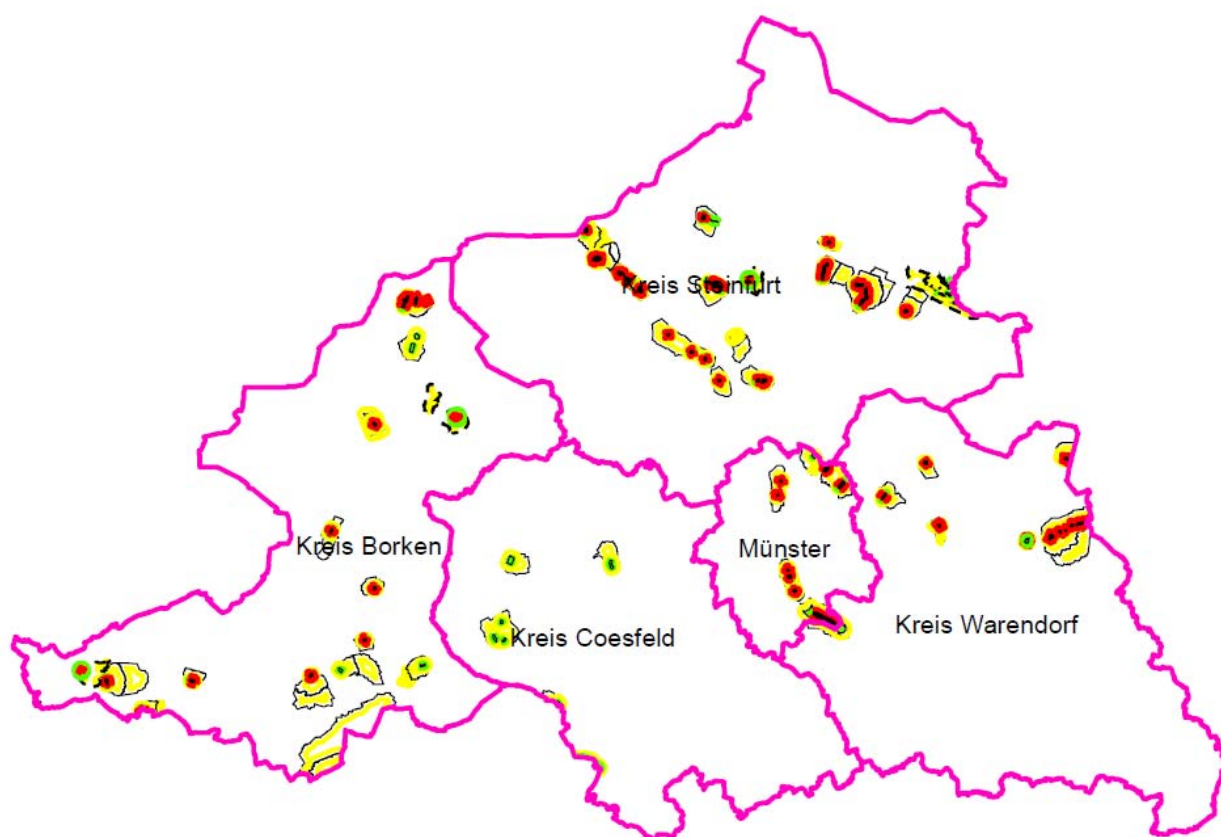 Kreis Steinfurt
Kreis Borken
Münster
Kreis Coesfeld
Kreis Warendorf